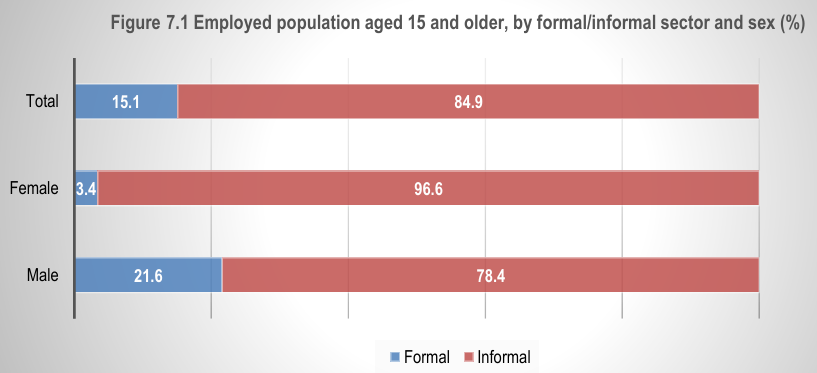 Figure 7.1 Employed population aged 15 and older, by formal/informal sector and sex (%)
Total 15.1 84.9
Female 3.4 96.6
Male 21.6 78.4
Formal Informal